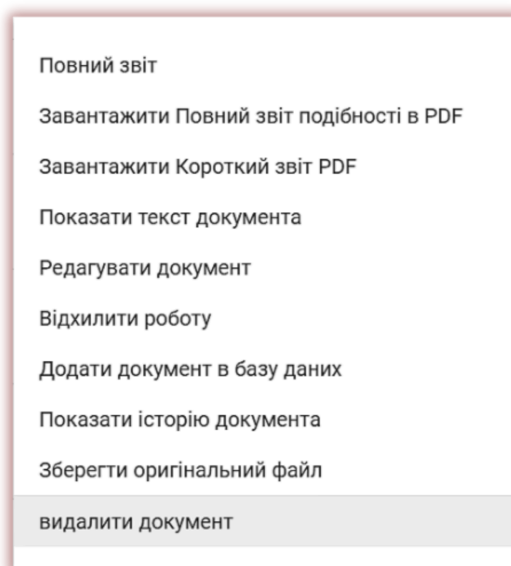 Повний звіт
Завантажити Повний звіт подібності в PDF
Завантажити Короткий звіт PDF
Показати текст документа
Редагувати документ
Відхилити роботу
Додати документ в базу даних
Показати історію документа
Зберегти оригінальний файл
видалити документ